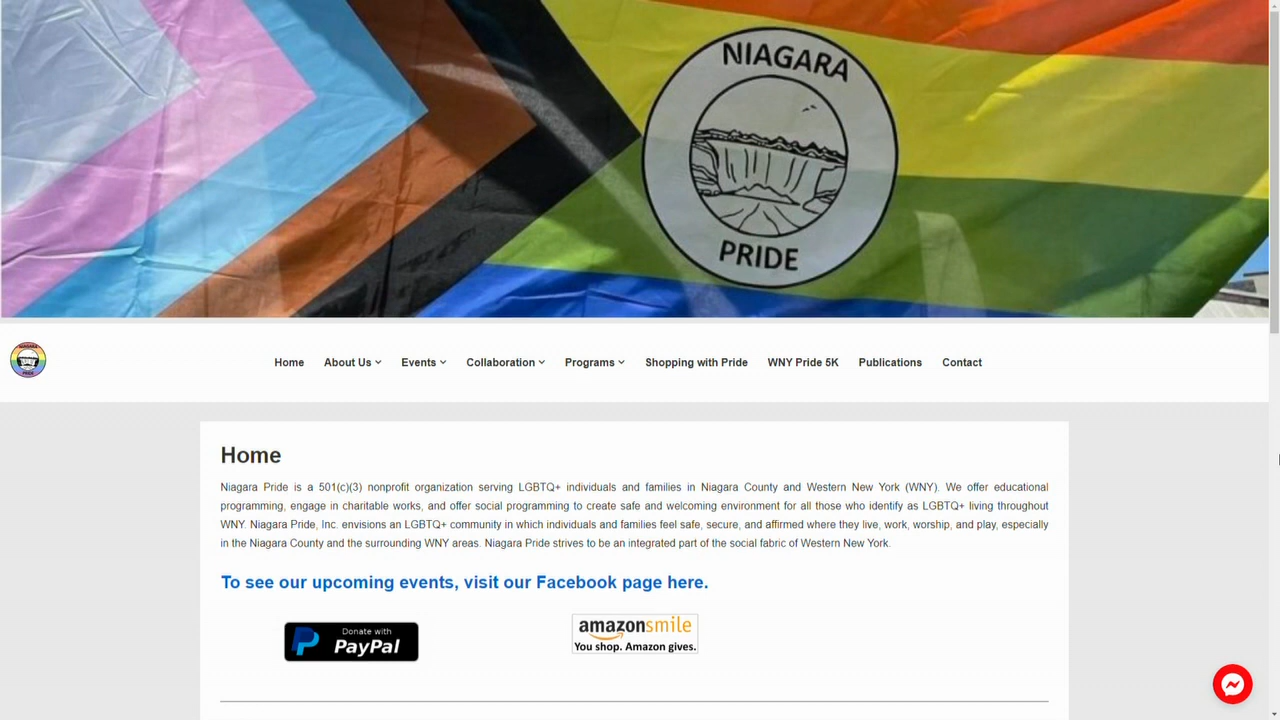 NIAGARA
PRIDE
NIAGARA
PRIDE
Home
About Us
Events
Collaboration
Programs
Shopping with Pride
WNY Pride 5K
Publications
Contact
Home
Niagara Pride is a 501(c)(3) nonprofit organization serving LGBTQ+ individuals and families in Niagara County and Western New York (WNY). We offer educational
programming, engage in charitable works, and offer social programming to create safe and welcoming environment for all those who identify as LGBTQ+ living throughout
WNY. Niagara Pride, Inc. envisions an LGBTQ+ community in which individuals and families feel safe, secure, and affirmed where they live, work, worship, and play, especially
in the Niagara County and the surrounding WNY areas. Niagara Pride strives to be an integrated part of the social fabric of Western New York.
To see our upcoming events, visit our Facebook page here.
Donate with
PayPal
amazonsmile
You shop. Amazon gives.